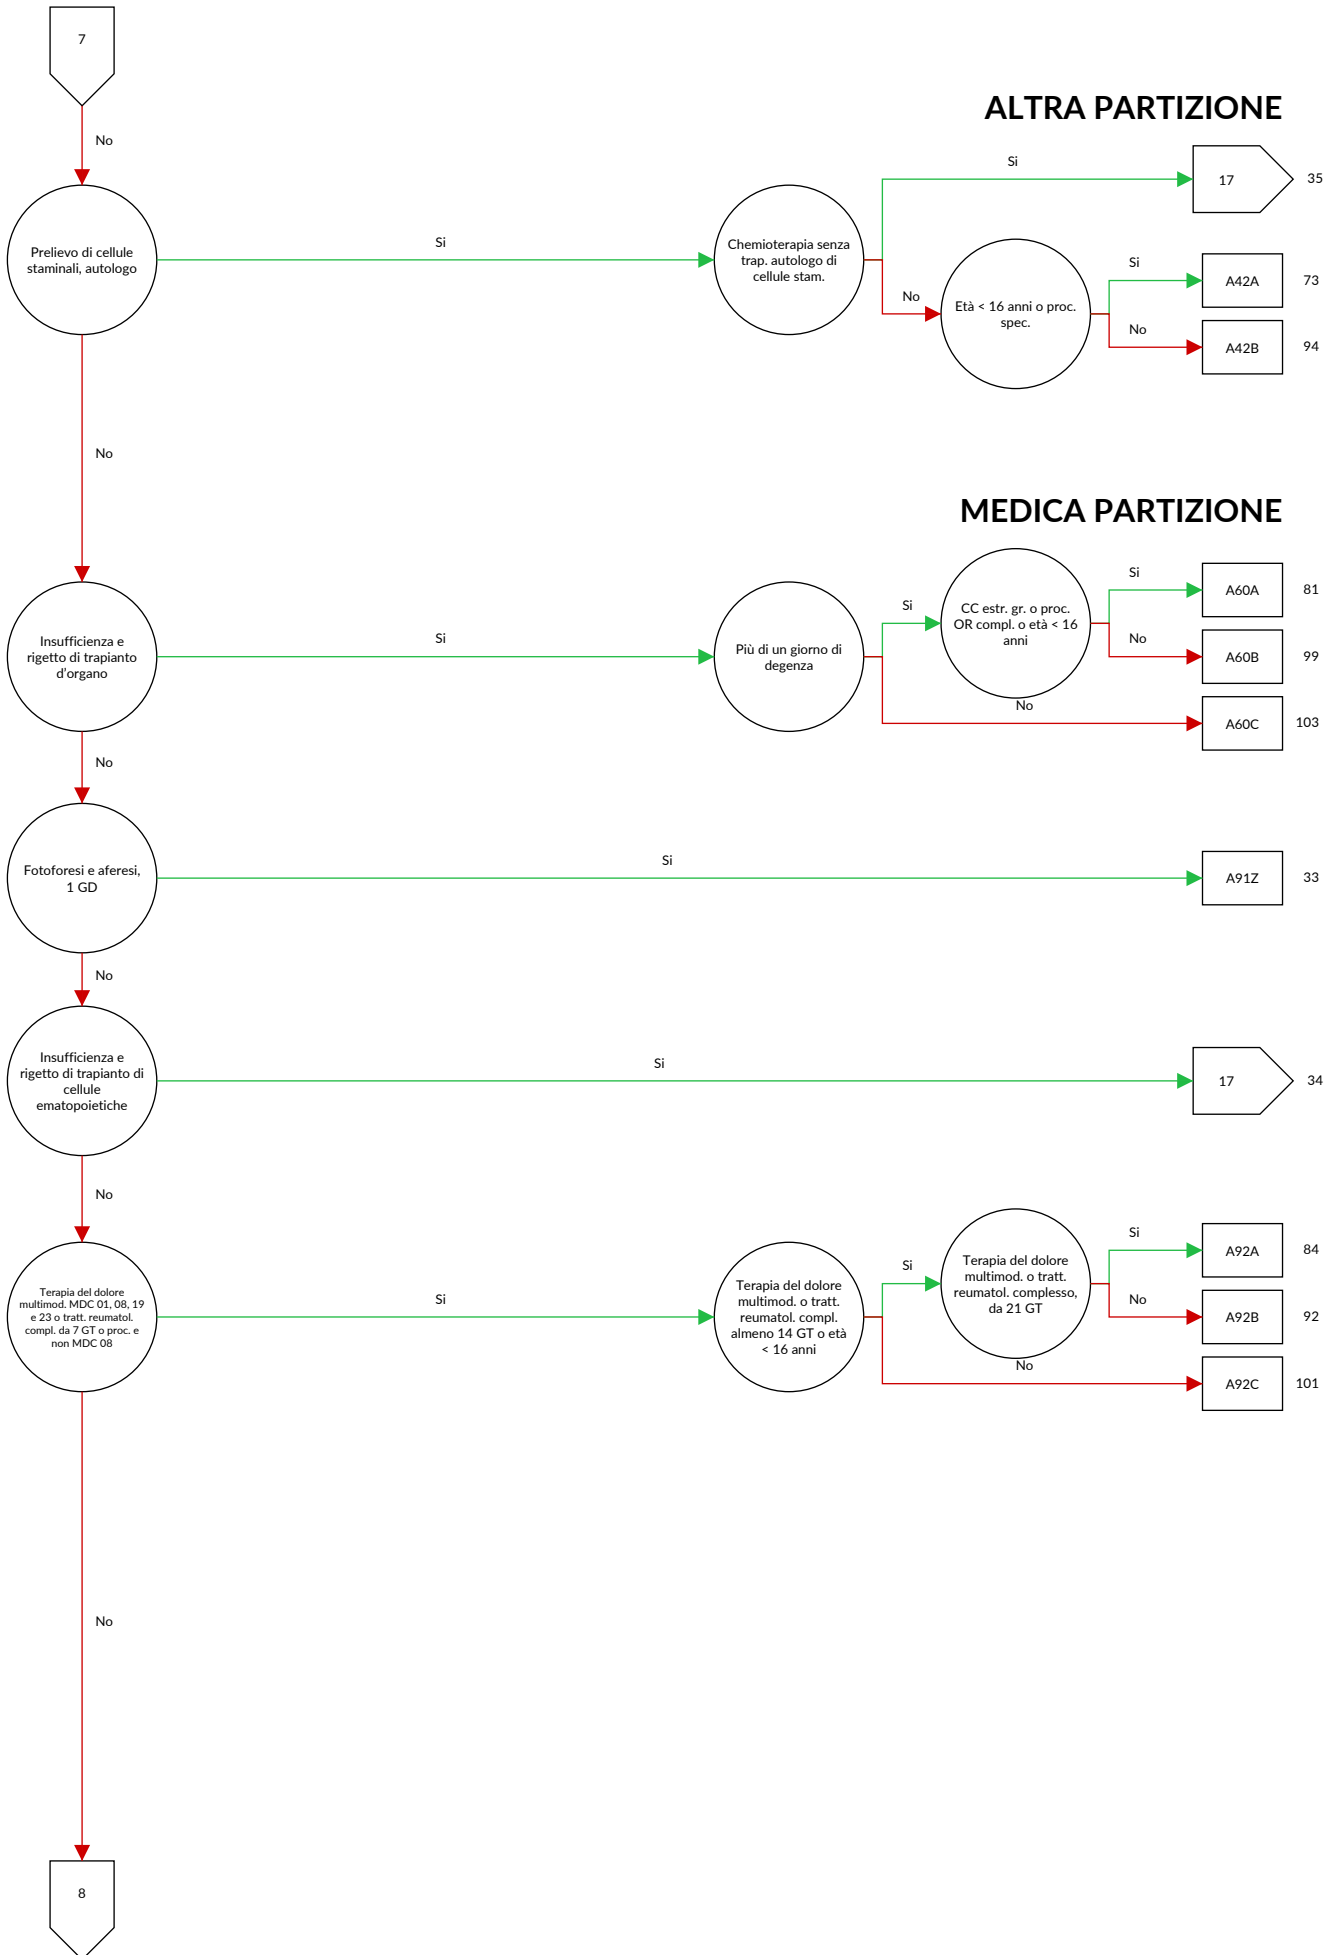 7
No
ALTRA PARTIZIONE
Prelievo di cellule
staminali, autologo
Si
Chemioterapia senza
trap. autologo di
cellule stam.
Si
17
35
No
Età < 16 anni o proc.
spec.
Si
A42A
73
No
A42B
94
No
MEDICA PARTIZIONE
Insufficienza e
rigetto di trapianto
d'organo
Si
Più di un giorno di
degenza
Si
CC estr. gr. o proc.
OR compl. o età < 16
anni
Si
A60A
81
No
A60B
99
No
A60C
103
No
Fotoforesi e aferesi,
1 GD
Si
A91Z
33
No
Insufficienza e
rigetto di trapianto di
cellule
ematopoietiche
Si
17
34
No
Terapia del dolore
multimod. MDC 01, 08, 19
e 23 o tratt. reumatol.
compl. da 7 GT o proc. e
non MDC 08
Si
Terapia del dolore
multimod. o tratt.
reumatol. compl.
almeno 14 GT o età
< 16 anni
Si
Terapia del dolore
multimod. o tratt.
reumatol. complesso,
da 21 GT
Si
A92A
84
No
A92B
92
No
A92C
101
No
8